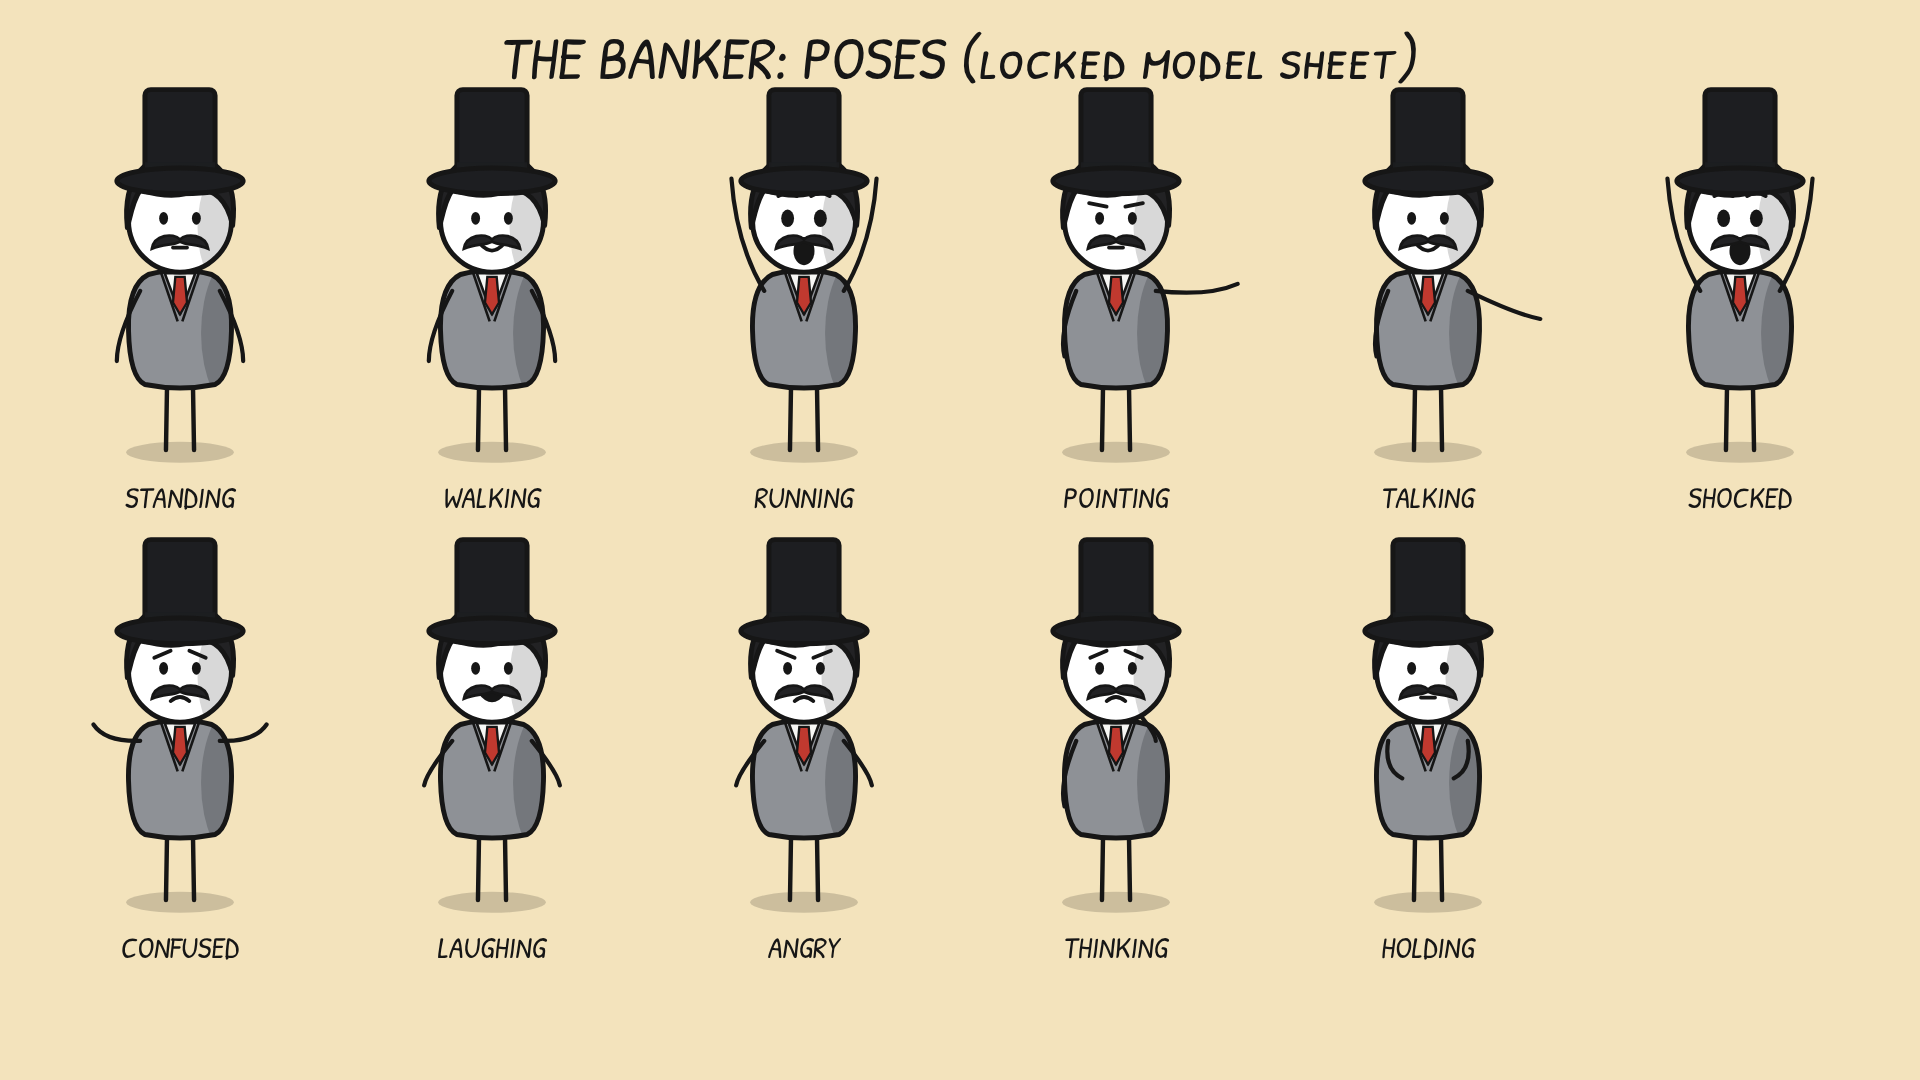 THE BANKER: POSES (LOCKED MODEL SHEET)
STANDING
WALKING
RUNNING
POINTING
TALKING
SHOCKED
CONFUSED
LAUGHING
ANGRY
THINKING
HOLDING